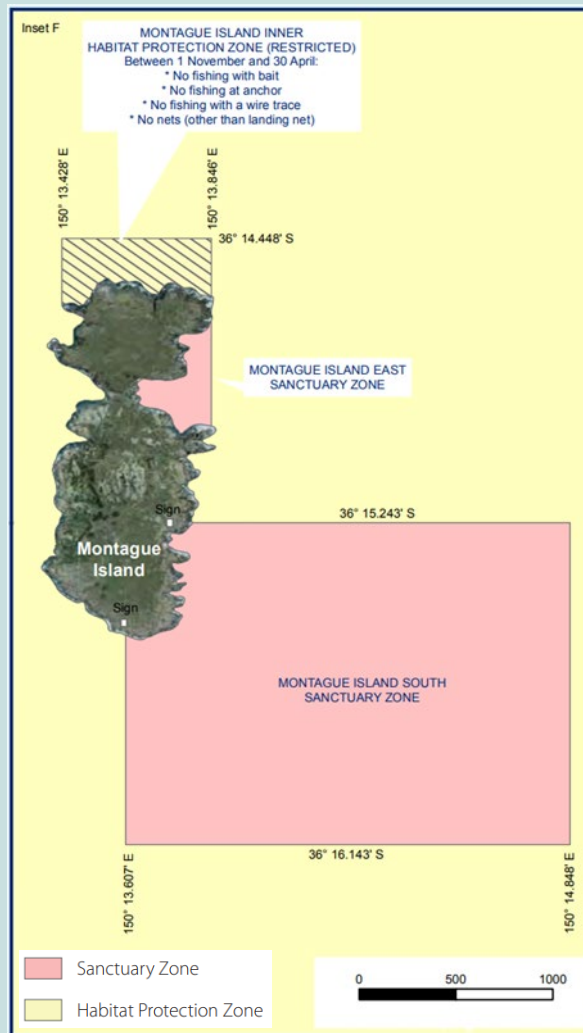 Inset F
MONTAGUE ISLAND INNER
HABITAT PROTECTION ZONE (RESTRICTED)
Between 1 November and 30 April:
* No fishing with bait
* No fishing at anchor
* No fishing with a wire trace
* No nets (other than landing net)
150° 13.428' E
150° 13.846' E
36° 14.448' S
MONTAGUE ISLAND EAST
SANCTUARY ZONE
Sign
36° 15.243' S
Montague
Island
Sign
MONTAGUE ISLAND SOUTH
SANCTUARY ZONE
36° 16.143' S
150° 13.607' E
150° 14.848' E
Sanctuary Zone
Habitat Protection Zone
0 500 1000